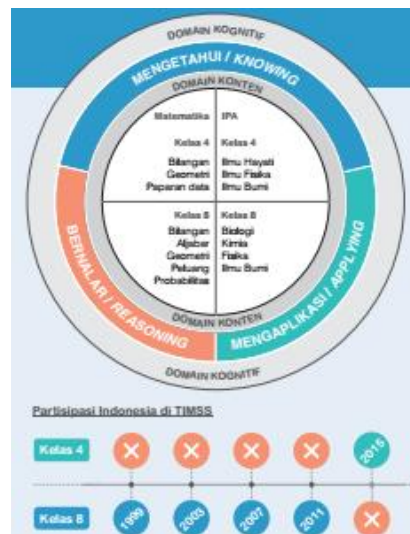 DOMAIN KOGNITIF
MENGETAHUI / KNOWING
DOMAIN KONTEN
Matematika
Kelas 4
Bilangan
Geometri
Paparan data
IPA
Kelas 4
Ilmu Hayati
Ilmu Fisika
Ilmu Bumi
Kelas 8
Bilangan
Aljabar
Geometri
Peluang
Probabilitas
Kelas 8
Biologi
Kimia
Fisika
Ilmu Bumi
BERNALAR / REASONING
MENGAPLIKASI / APPLYING
DOMAIN KONTEN
DOMAIN KOGNITIF
Partisipasi Indonesia di TIMSS
Kelas 4 2015
Kelas 8 1999 2003 2007 2011